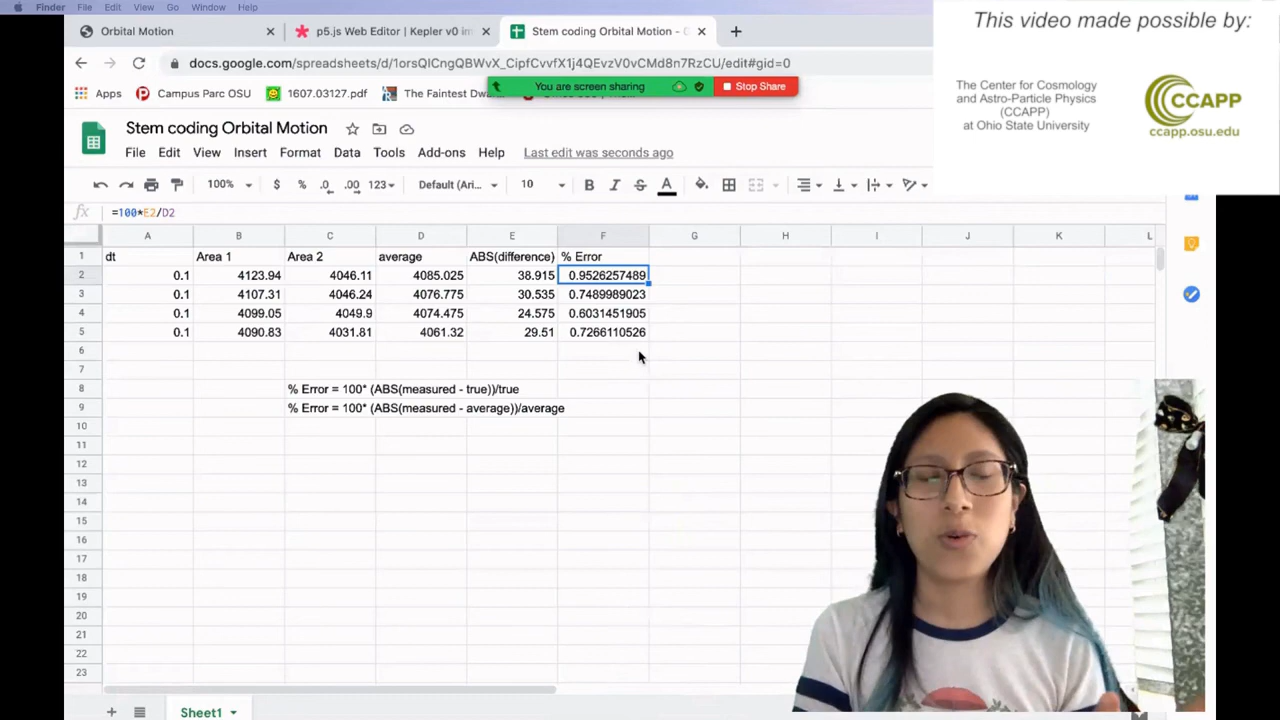 This video made possible by:
The Center for Cosmology
and Astro-Particle Physics
(CCAPP)
at Ohio State University
CCAPP
ccapp.osu.edu
Finder File Edit View Go Window Help
Orbital Motion
p5.js Web Editor | Kepler v0 im
Stem coding Orbital Motion - G
docs.google.com/spreadsheets/d/1orsQICngQBWvX_CipfCvvfX1j4QEvzV0vCMd8n7RzCU/edit#gid=0
You are screen sharing
Stop Share
Apps Campus Parc OSU 1607.03127.pdf The Faintest Dwar
Stem coding Orbital Motion
File Edit View Insert Format Data Tools Add-ons Help Last edit was seconds ago
100% $ % .0 .00 123 Default (Ari... 10 B I S A
fx =100*E2/D2
A B C D E F G H I J K L
1 dt Area 1 Area 2 average ABS(difference) % Error
2 0.1 4123.94 4046.11 4085.025 38.915 0.9526257489
3 0.1 4107.31 4046.24 4076.775 30.535 0.7489989023
4 0.1 4099.05 4049.9 4074.475 24.575 0.6031451905
5 0.1 4090.83 4031.81 4061.32 29.51 0.7266110526
6
7
8 % Error = 100* (ABS(measured - true))/true
9 % Error = 100* (ABS(measured - average))/average
10
11
12
13
14
15
16
17
18
19
20
21
22
23
Sheet1